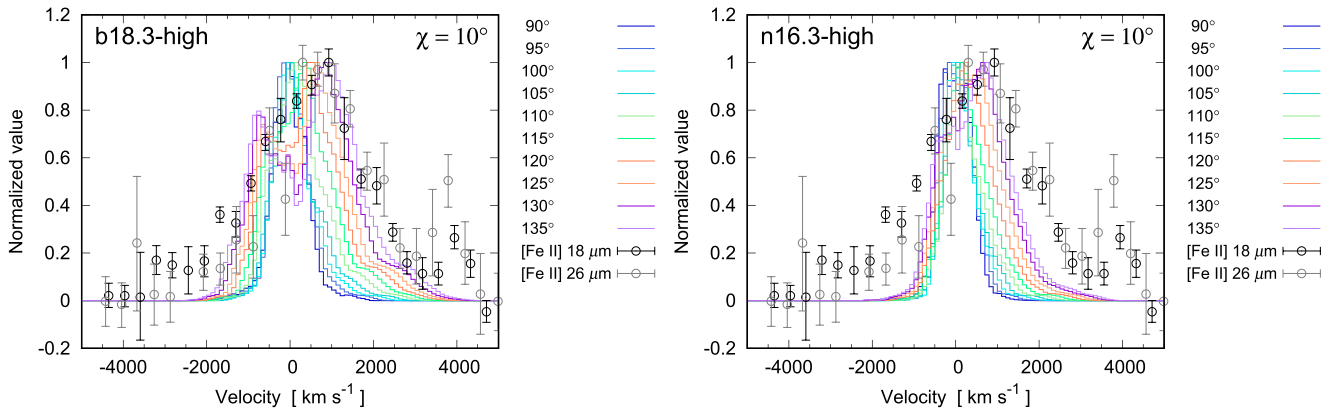 b18.3-high
χ = 10°
Normalized value
1.2
1
0.8
0.6
0.4
0.2
0
-0.2
-4000 -2000 0 2000 4000
Velocity [ km s-1 ]
90°
95°
100°
105°
110°
115°
120°
125°
130°
135°
[Fe II] 18 μm
[Fe II] 26 μm
n16.3-high
χ = 10°
Normalized value
1.2
1
0.8
0.6
0.4
0.2
0
-0.2
-4000 -2000 0 2000 4000
Velocity [ km s-1 ]
90°
95°
100°
105°
110°
115°
120°
125°
130°
135°
[Fe II] 18 μm
[Fe II] 26 μm